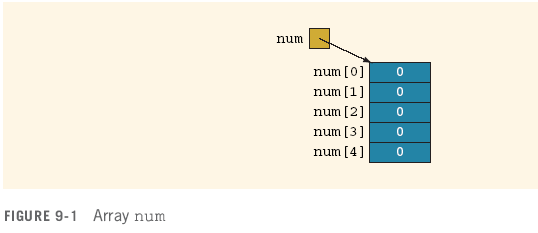 num
num[0] 0
num[1] 0
num[2] 0
num[3] 0
num[4] 0
FIGURE 9-1 Array num